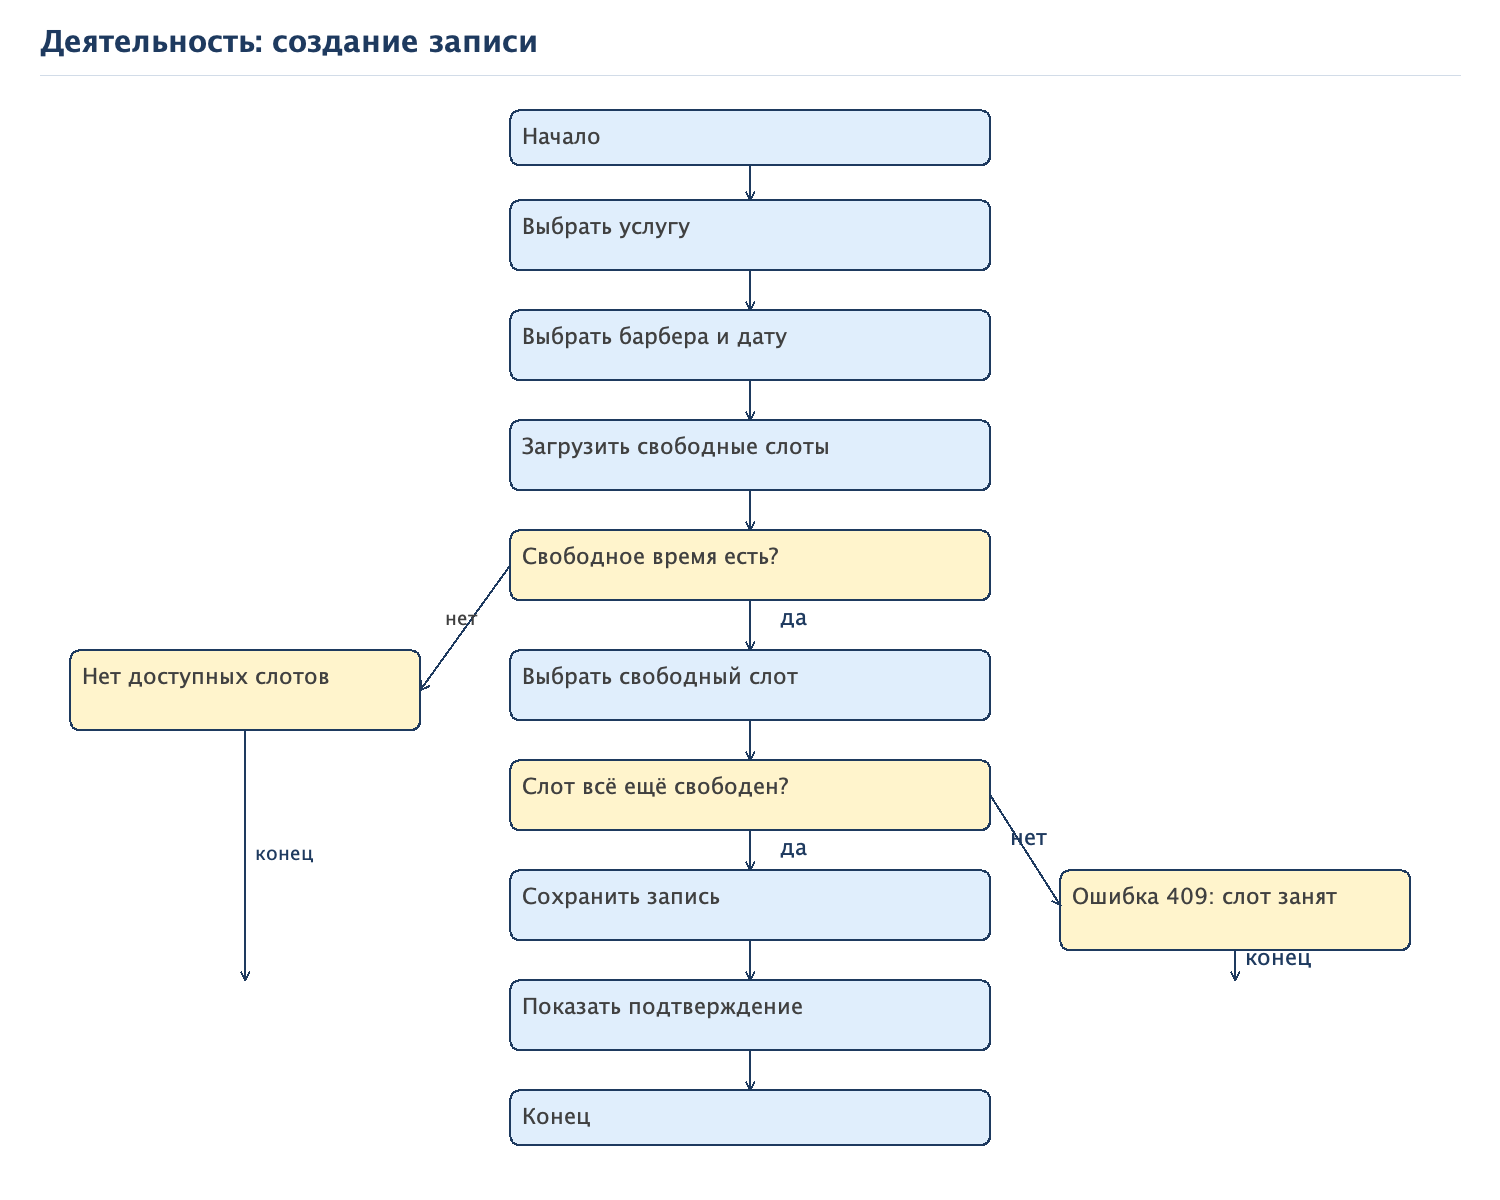 Деятельность: создание записи
Начало
Выбрать услугу
Выбрать барбера и дату
Загрузить свободные слоты
Свободное время есть?
нет
да
Нет доступных слотов
Выбрать свободный слот
Слот всё ещё свободен?
нет
да
конец
Сохранить запись
Ошибка 409: слот занят
конец
Показать подтверждение
Конец